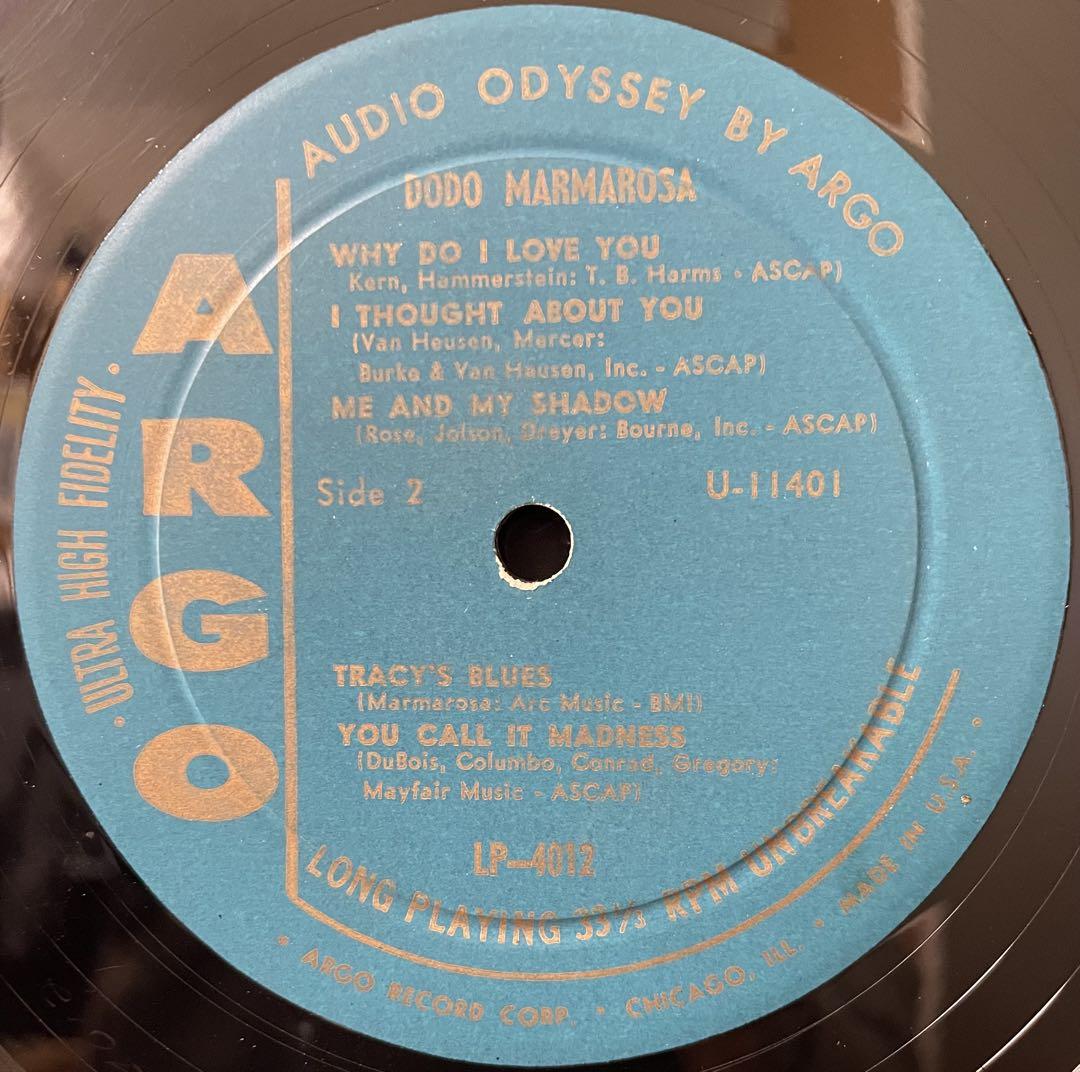 AUDIO ODYSSEY BY ARGO
DODO MARMAROSA
WHY DO I LOVE YOU
Kern, Hammerstein: T. B. Harms - ASCAP)
I THOUGHT ABOUT YOU
(Van Heusen, Mercer:
Burke & Van Heusen, Inc. - ASCAP)
ME AND MY SHADOW
(Rose, Jolson, Dreyer: Bourne, Inc. - ASCAP)
Side 2
U-11401
ARGO
• ULTRA HIGH FIDELITY •
TRACY'S BLUES
(Marmarosa: Arc Music - BMI)
YOU CALL IT MADNESS
(DuBois, Columbo, Conrad, Gregory:
Mayfair Music - ASCAP)
LP-4012
LONG PLAYING 33⅓ RPM UNBREAKABLE
• ARGO RECORD CORP. • CHICAGO, ILL. • MADE IN U.S.A. •